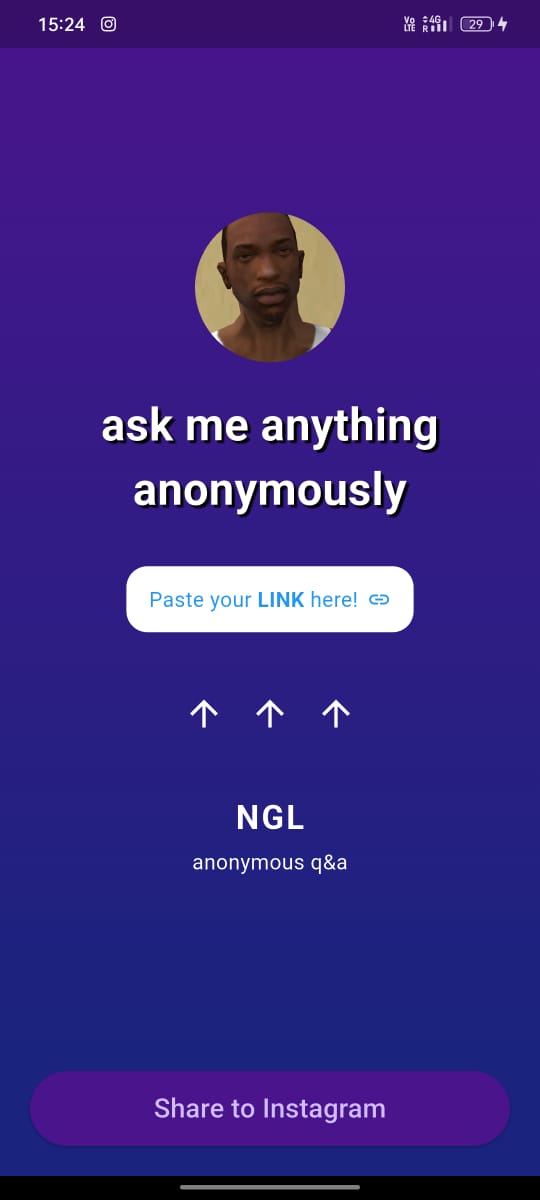 15:24
Vo
LTE
4G
R
29
ask me anything
anonymously
Paste your LINK here!
NGL
anonymous q&a
Share to Instagram